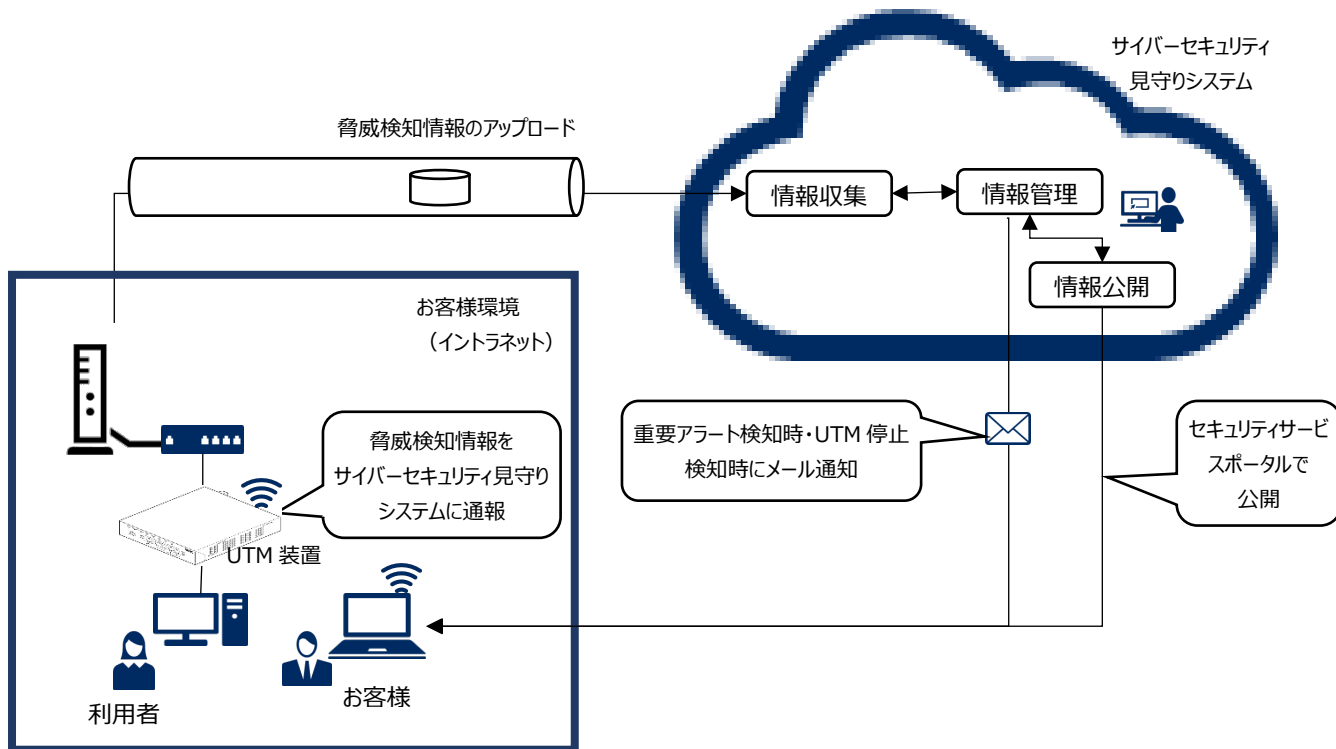 サイバーセキュリティ
見守りシステム
脅威検知情報のアップロード
情報収集
情報管理
情報公開
お客様環境
（イントラネット）
脅威検知情報を
サイバーセキュリティ見守り
システムに通報
UTM 装置
利用者
お客様
重要アラート検知時・UTM 停止
検知時にメール通知
セキュリティサービ
スポータルで
公開